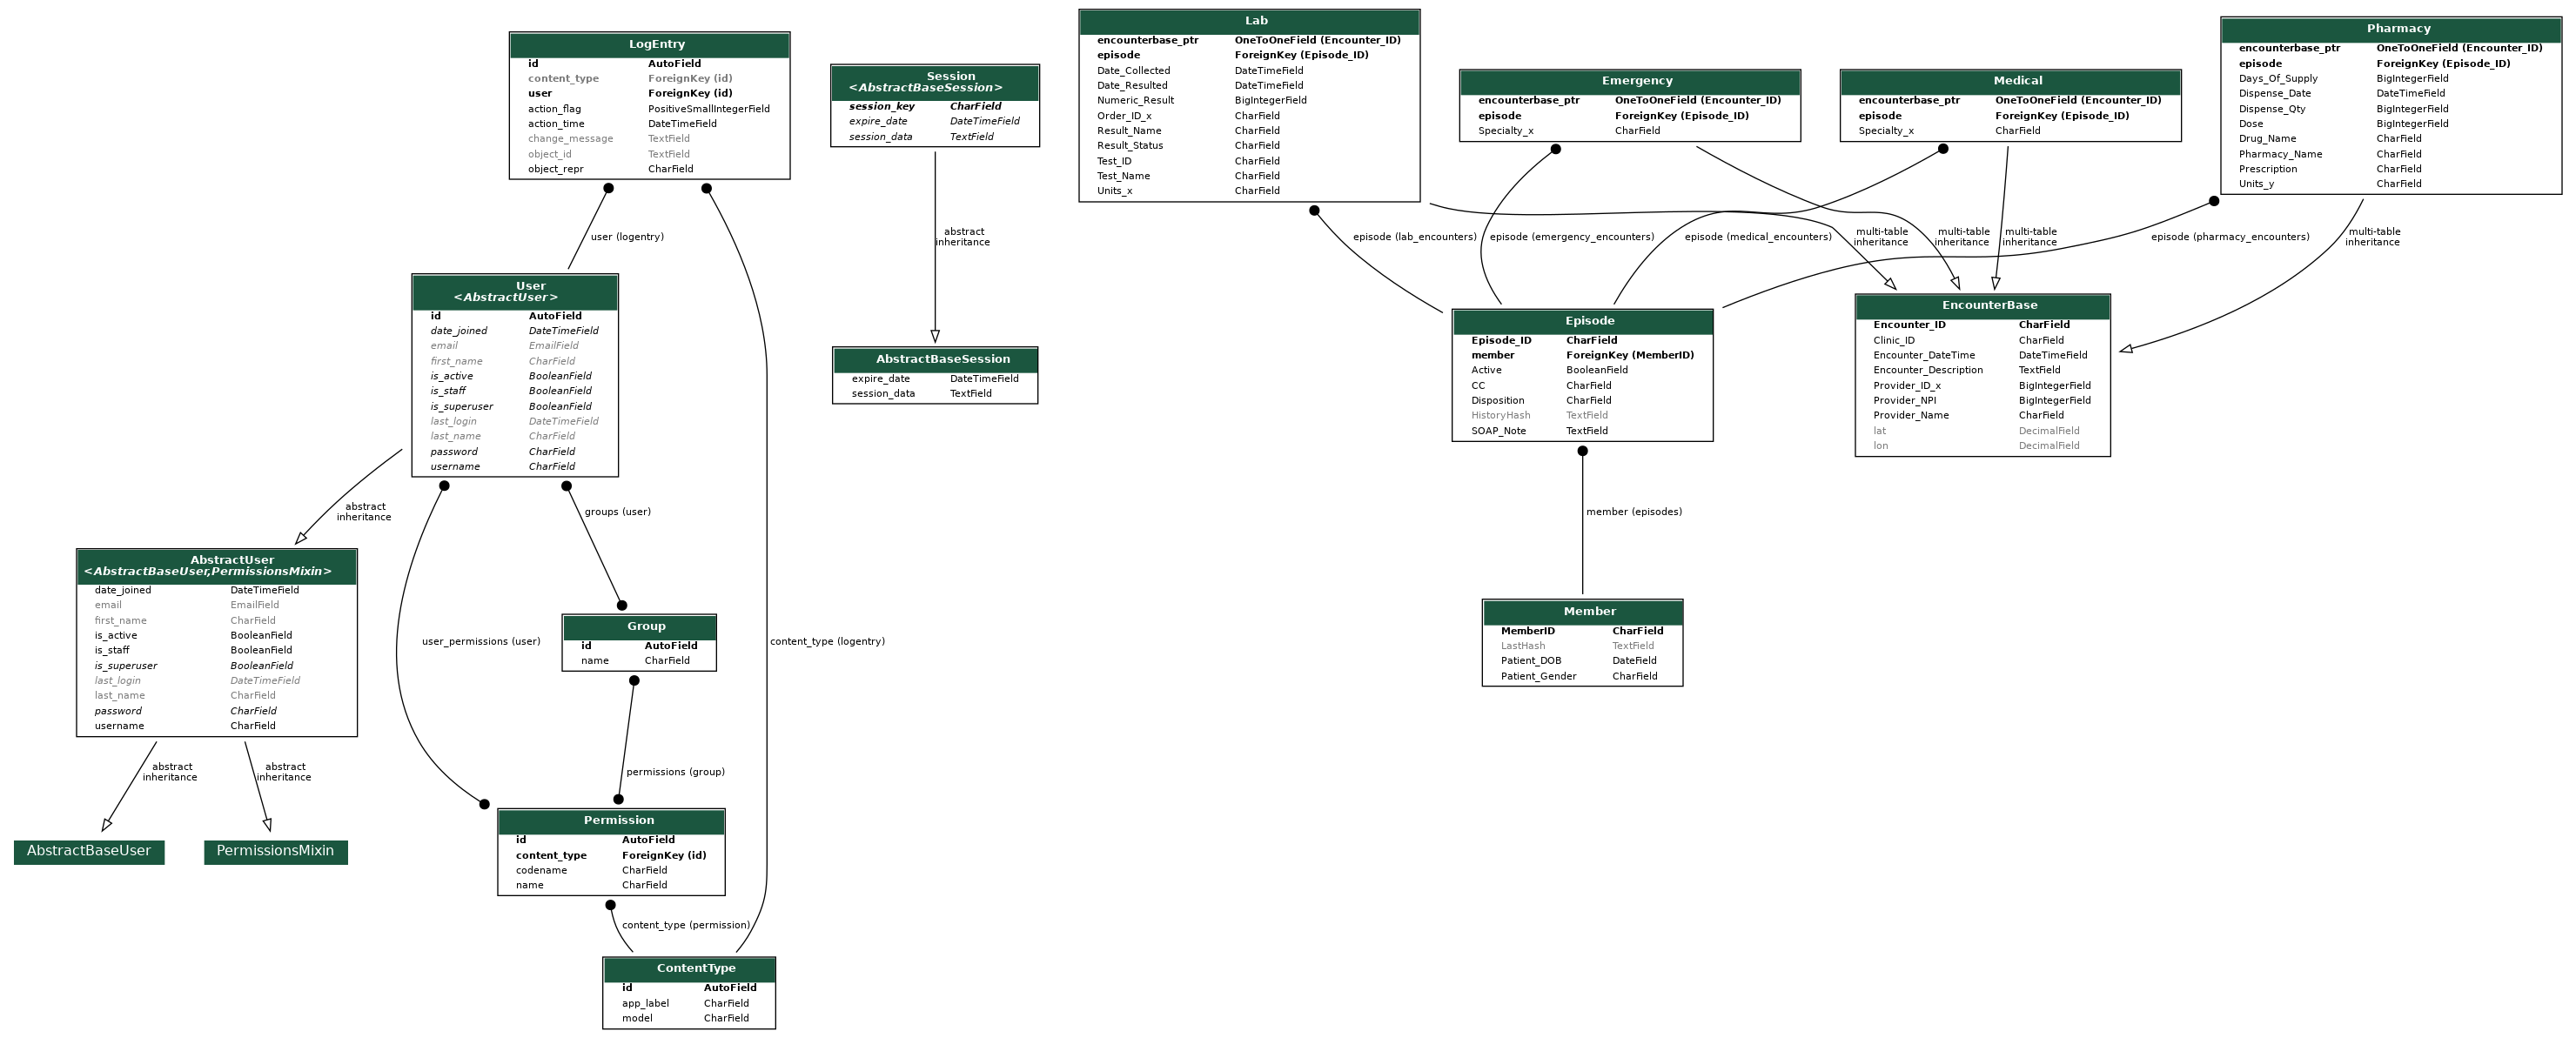 LogEntry
id AutoField
content_type ForeignKey (id)
user ForeignKey (id)
action_flag PositiveSmallIntegerField
action_time DateTimeField
change_message TextField
object_id TextField
object_repr CharField
Session
<AbstractBaseSession>
session_key CharField
expire_date DateTimeField
session_data TextField
Lab
encounterbase_ptr OneToOneField (Encounter_ID)
episode ForeignKey (Episode_ID)
Date_Collected DateTimeField
Date_Resulted DateTimeField
Numeric_Result BigIntegerField
Order_ID_x CharField
Result_Name CharField
Result_Status CharField
Test_ID CharField
Test_Name CharField
Units_x CharField
Emergency
encounterbase_ptr OneToOneField (Encounter_ID)
episode ForeignKey (Episode_ID)
Specialty_x CharField
Medical
encounterbase_ptr OneToOneField (Encounter_ID)
episode ForeignKey (Episode_ID)
Specialty_x CharField
Pharmacy
encounterbase_ptr OneToOneField (Encounter_ID)
episode ForeignKey (Episode_ID)
Days_Of_Supply BigIntegerField
Dispense_Date DateTimeField
Dispense_Qty BigIntegerField
Dose BigIntegerField
Drug_Name CharField
Pharmacy_Name CharField
Prescription CharField
Units_y CharField
user (logentry)
abstract
inheritance
episode (lab_encounters)
episode (emergency_encounters)
episode (medical_encounters)
multi-table
inheritance
multi-table
inheritance
multi-table
inheritance
episode (pharmacy_encounters)
multi-table
inheritance
User
<AbstractUser>
id AutoField
date_joined DateTimeField
email EmailField
first_name CharField
is_active BooleanField
is_staff BooleanField
is_superuser BooleanField
last_login DateTimeField
last_name CharField
password CharField
username CharField
AbstractBaseSession
expire_date DateTimeField
session_data TextField
Episode
Episode_ID CharField
member ForeignKey (MemberID)
Active BooleanField
CC CharField
Disposition CharField
HistoryHash TextField
SOAP_Note TextField
EncounterBase
Encounter_ID CharField
Clinic_ID CharField
Encounter_DateTime DateTimeField
Encounter_Description TextField
Provider_ID_x BigIntegerField
Provider_NPI BigIntegerField
Provider_Name CharField
lat DecimalField
lon DecimalField
abstract
inheritance
groups (user)
member (episodes)
AbstractUser
<AbstractBaseUser,PermissionsMixin>
date_joined DateTimeField
email EmailField
first_name CharField
is_active BooleanField
is_staff BooleanField
is_superuser BooleanField
last_login DateTimeField
last_name CharField
password CharField
username CharField
user_permissions (user)
Group
id AutoField
name CharField
content_type (logentry)
Member
MemberID CharField
LastHash TextField
Patient_DOB DateField
Patient_Gender CharField
abstract
inheritance
abstract
inheritance
permissions (group)
AbstractBaseUser
PermissionsMixin
Permission
id AutoField
content_type ForeignKey (id)
codename CharField
name CharField
content_type (permission)
ContentType
id AutoField
app_label CharField
model CharField